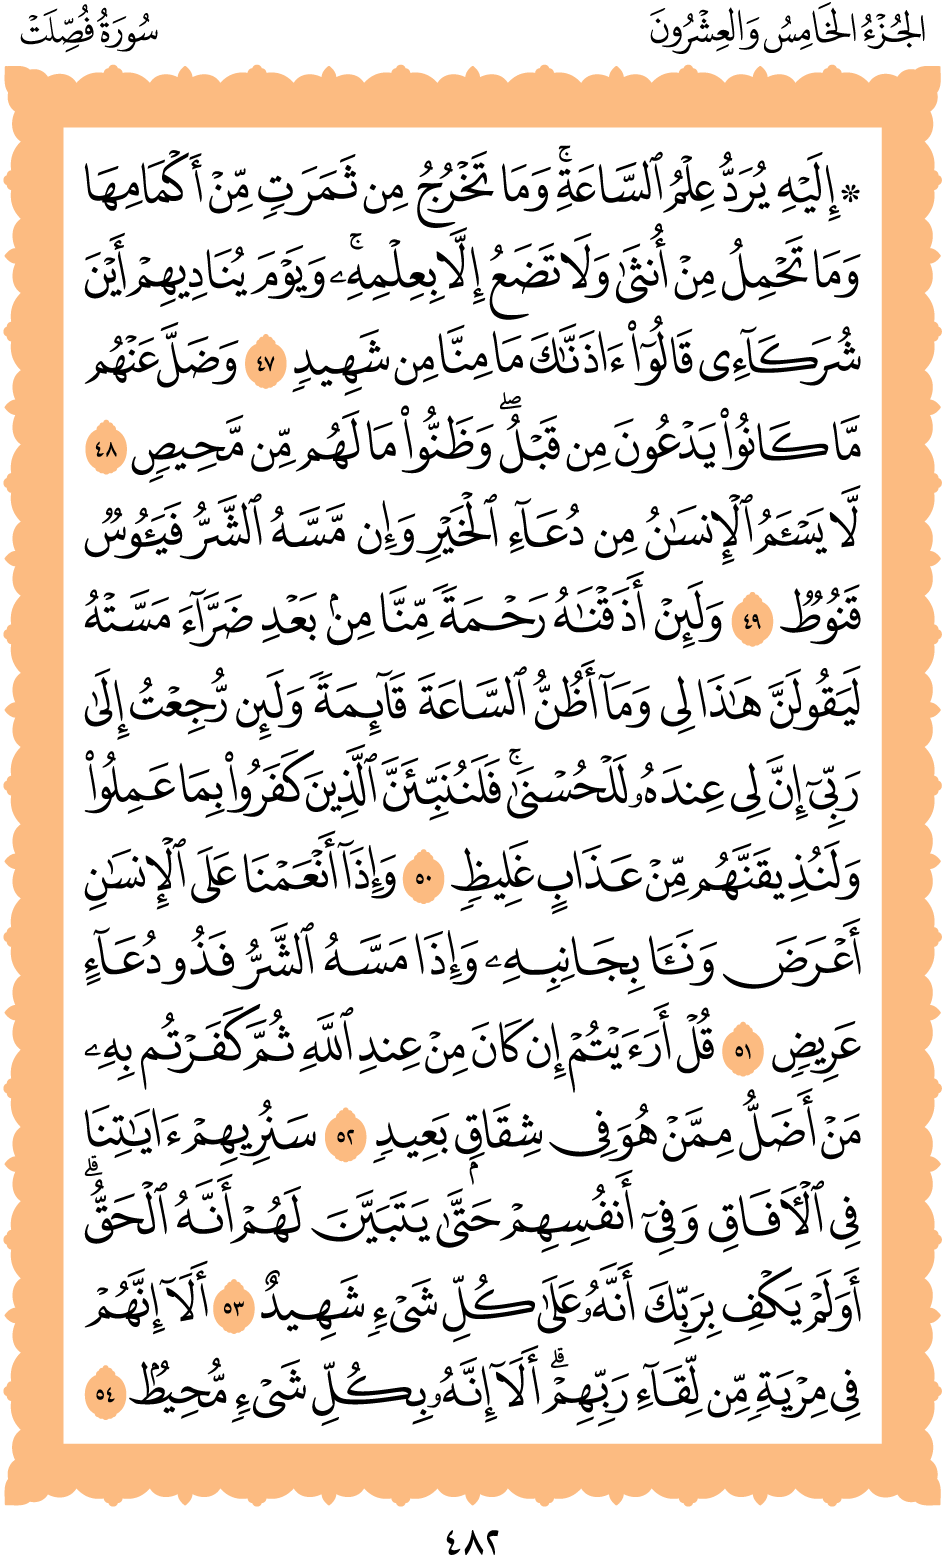 الجُزْءُ الخَامِسُ وَالعِشْرُونَ
سُورَةُ فُصِّلَتْ
۞ إِلَيْهِ يُرَدُّ عِلْمُ ٱلسَّاعَةِۚ وَمَا تَخْرُجُ مِن ثَمَرَٰتٖ مِّنْ أَكْمَامِهَا
وَمَا تَحْمِلُ مِنْ أُنثَىٰ وَلَا تَضَعُ إِلَّا بِعِلْمِهِۦۚ وَيَوْمَ يُنَادِيهِمْ أَيْنَ
شُرَكَآءِي قَالُوٓاْ ءَاذَنَّٰكَ مَا مِنَّا مِن شَهِيدٖ ٤٧ وَضَلَّ عَنْهُم
مَّا كَانُواْ يَدْعُونَ مِن قَبْلُۖ وَظَنُّواْ مَا لَهُم مِّن مَّحِيصٖ ٤٨
لَّا يَسْـَٔمُ ٱلْإِنسَٰنُ مِن دُعَآءِ ٱلْخَيْرِ وَإِن مَّسَّهُ ٱلشَّرُّ فَيَـُٔوسٞ
قَنُوطٞ ٤٩ وَلَئِنْ أَذَقْنَٰهُ رَحْمَةٗ مِّنَّا مِنۢ بَعْدِ ضَرَّآءَ مَسَّتْهُ
لَيَقُولَنَّ هَٰذَا لِي وَمَآ أَظُنُّ ٱلسَّاعَةَ قَآئِمَةٗ وَلَئِن رُّجِعْتُ إِلَىٰ
رَبِّيٓ إِنَّ لِي عِندَهُۥ لَلْحُسْنَىٰۚ فَلَنُنَبِّئَنَّ ٱلَّذِينَ كَفَرُواْ بِمَا عَمِلُواْ
وَلَنُذِيقَنَّهُم مِّنْ عَذَابٍ غَلِيظٖ ٥٠ وَإِذَآ أَنْعَمْنَا عَلَى ٱلْإِنسَٰنِ
أَعْرَضَ وَنَـَٔا بِجَانِبِهِۦ وَإِذَا مَسَّهُ ٱلشَّرُّ فَذُو دُعَآءٍ
عَرِيضٖ ٥١ قُلْ أَرَءَيْتُمْ إِن كَانَ مِنْ عِندِ ٱللَّهِ ثُمَّ كَفَرْتُم بِهِۦ
مَنْ أَضَلُّ مِمَّنْ هُوَ فِي شِقَاقِۭ بَعِيدٖ ٥٢ سَنُرِيهِمْ ءَايَٰتِنَا
فِي ٱلْأٓفَاقِ وَفِيٓ أَنفُسِهِمْ حَتَّىٰ يَتَبَيَّنَ لَهُمْ أَنَّهُ ٱلْحَقُّۗ
أَوَلَمْ يَكْفِ بِرَبِّكَ أَنَّهُۥ عَلَىٰ كُلِّ شَيْءٖ شَهِيدٌ ٥٣ أَلَآ إِنَّهُمْ
فِي مِرْيَةٖ مِّن لِّقَآءِ رَبِّهِمْۗ أَلَآ إِنَّهُۥ بِكُلِّ شَيْءٖ مُّحِيطُۢ ٥٤
٤٨٢